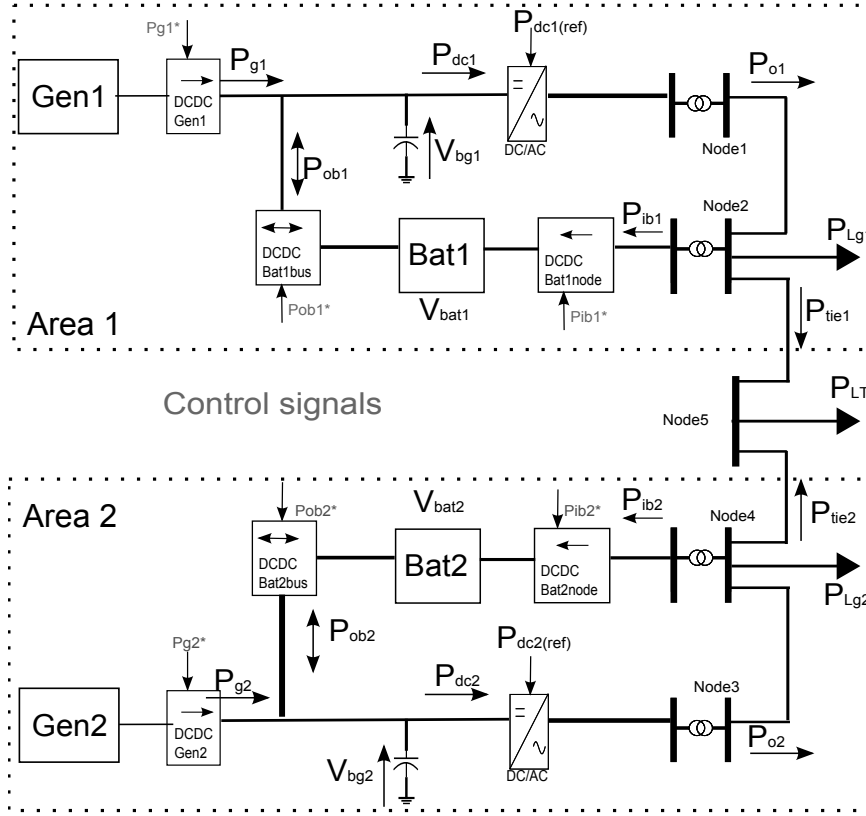 Pg1*
Pg1
Pdc1
Pdc1(ref)
Po1
Gen1
DCDC
Gen1
=
∿
DC/AC
Vbg1
Node1
Pob1
Node2
Pib1
PLg1
DCDC
Bat1bus
Bat1
DCDC
Bat1node
Vbat1
Pob1*
Pib1*
Ptie1
Area 1
Control signals
Node5
PLT
Area 2
Pob2*
Vbat2
Pib2*
Pib2
Node4
Ptie2
DCDC
Bat2bus
Bat2
DCDC
Bat2node
PLg2
Pob2
Pg2*
Pg2
Pdc2
Pdc2(ref)
Node3
Gen2
DCDC
Gen2
=
∿
DC/AC
Vbg2
Po2